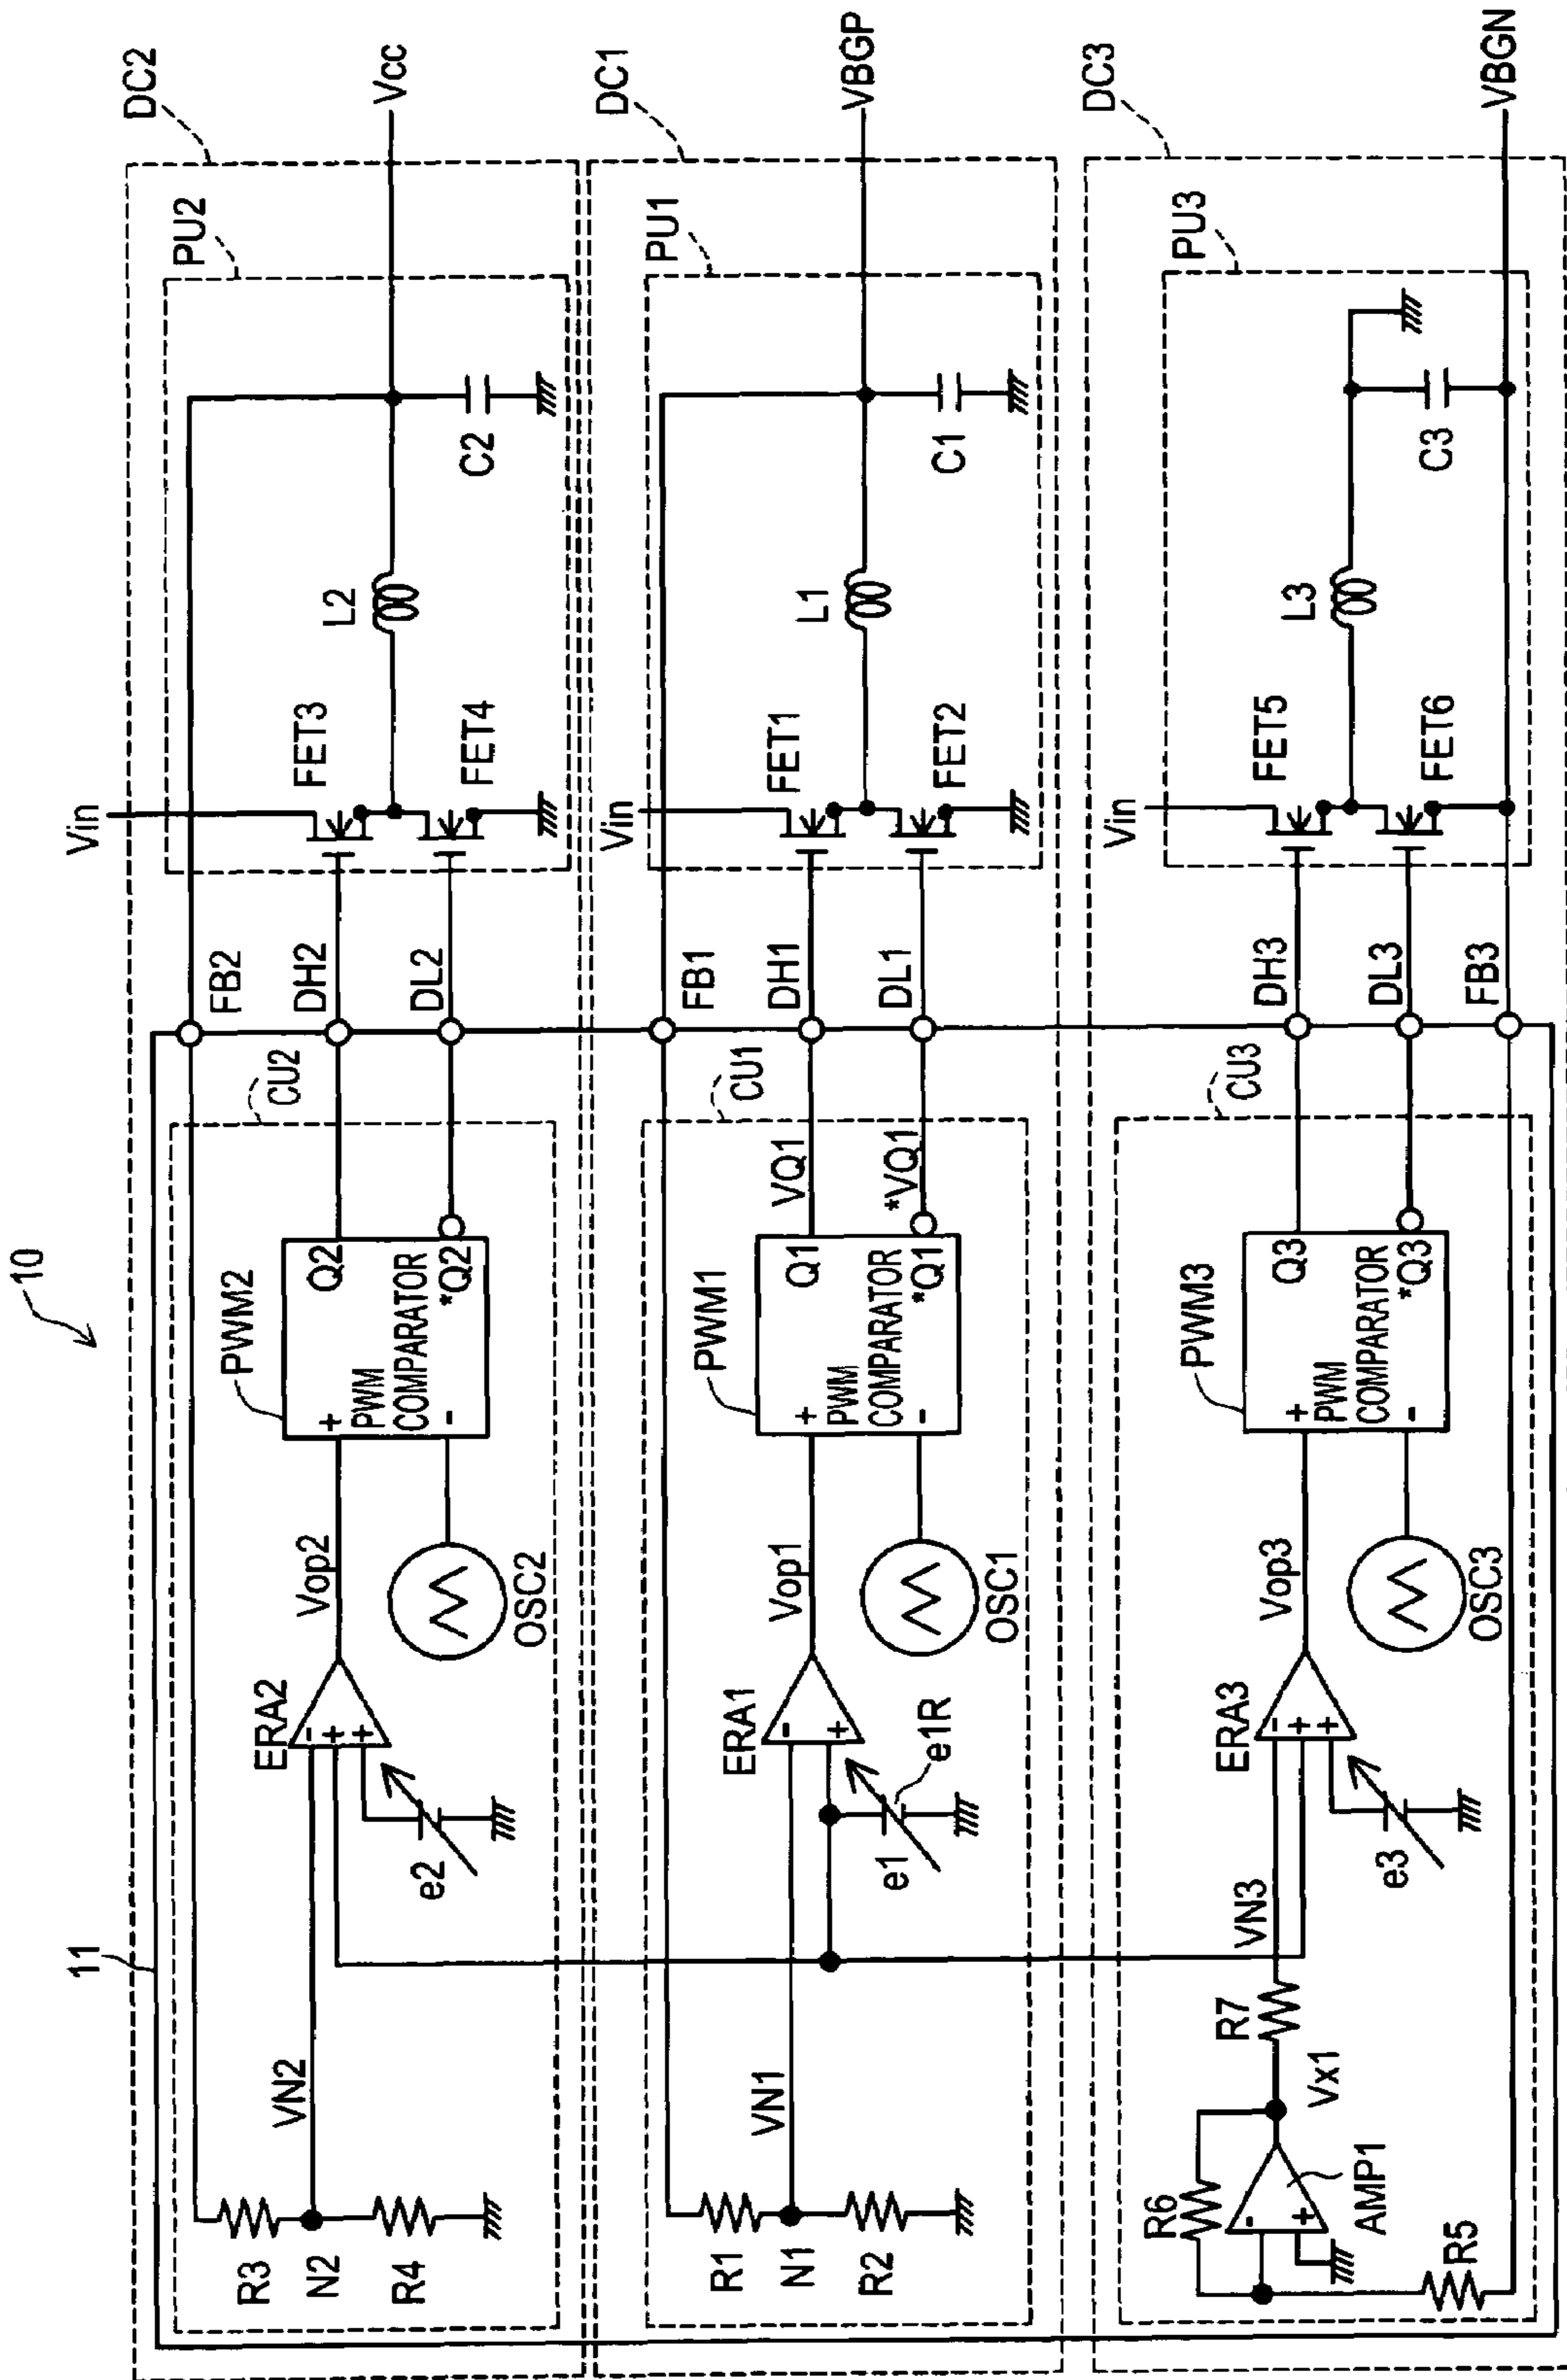 10
11
DC2
PU2
Vcc
Vin
FET3
FET4
L2
C2
FB2
DH2
DL2
CU2
PWM2
Q2
*Q2
+
PWM
COMPARATOR
-
Vop2
OSC2
ERA2
-
+
+
e2
VN2
R3
N2
R4
DC1
PU1
VBGP
Vin
FET1
FET2
L1
C1
FB1
DH1
DL1
CU1
VQ1
*VQ1
PWM1
Q1
*Q1
+
PWM
COMPARATOR
-
Vop1
OSC1
ERA1
-
+
e1R
e1
VN1
R1
N1
R2
DC3
PU3
VBGN
Vin
FET5
FET6
L3
C3
DH3
DL3
FB3
CU3
PWM3
Q3
*Q3
+
PWM
COMPARATOR
-
Vop3
OSC3
ERA3
-
+
+
e3
VN3
R7
Vx1
R6
-
+
AMP1
R5